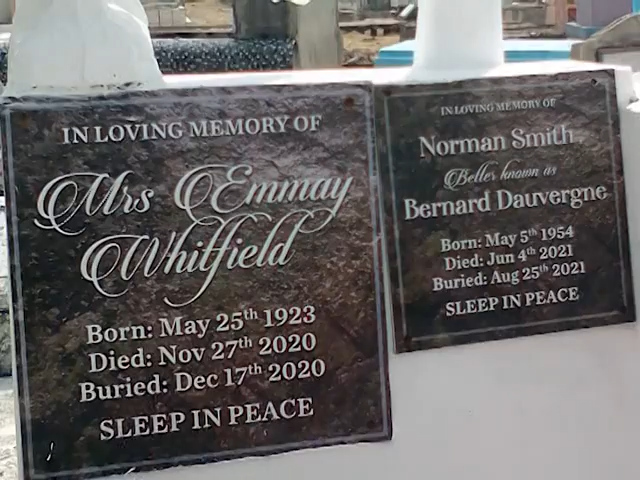 IN LOVING MEMORY OF
Mrs Emmay
Whitfield
Born: May 25th 1923
Died: Nov 27th 2020
Buried: Dec 17th 2020
SLEEP IN PEACE
IN LOVING MEMORY OF
Norman Smith
Better known as
Bernard Dauvergne
Born: May 5th 1954
Died: Jun 4th 2021
Buried: Aug 25th 2021
SLEEP IN PEACE